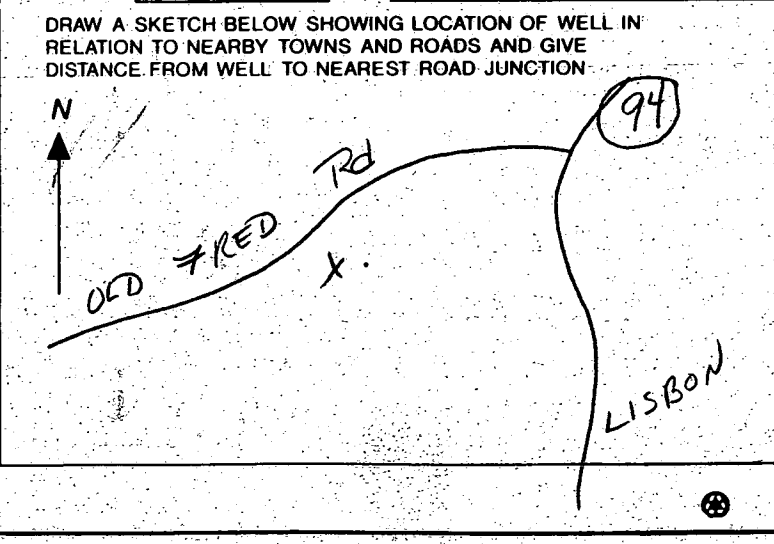 DRAW A SKETCH BELOW SHOWING LOCATION OF WELL IN
RELATION TO NEARBY TOWNS AND ROADS AND GIVE
DISTANCE FROM WELL TO NEAREST ROAD JUNCTION
N
94
OLD FRED Rd
X
LISBON